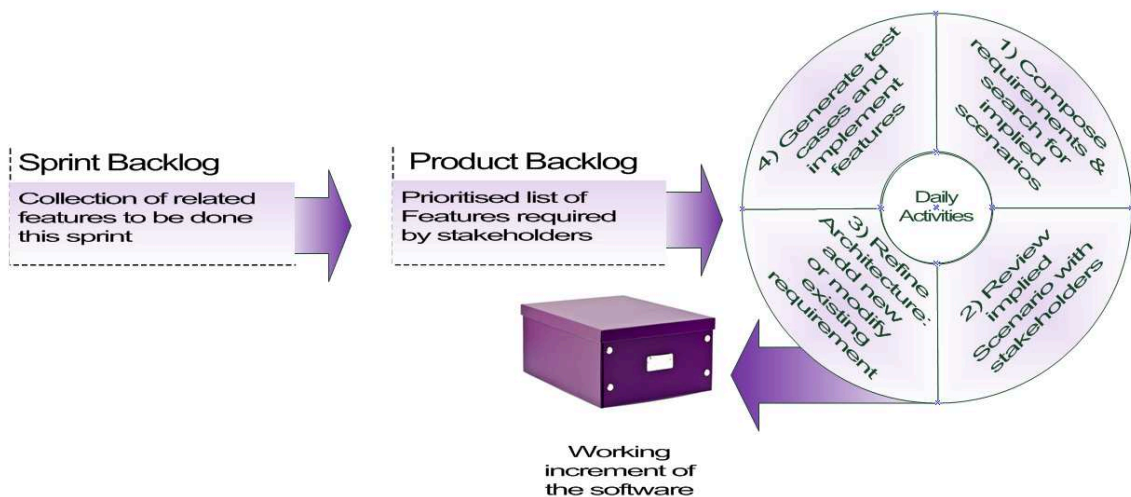 Sprint Backlog
Collection of related
features to be done
this sprint
Product Backlog
Prioritised list of
Features required
by stakeholders
1) Compose
requirements &
search for
implied
scenarios
2) Review
implied
Scenario with
stakeholders
3) Refine
Architecture:
add new
or modify
existing
requirement
4) Generate test
cases and
implement
features
Daily
Activities
Working
increment of
the software